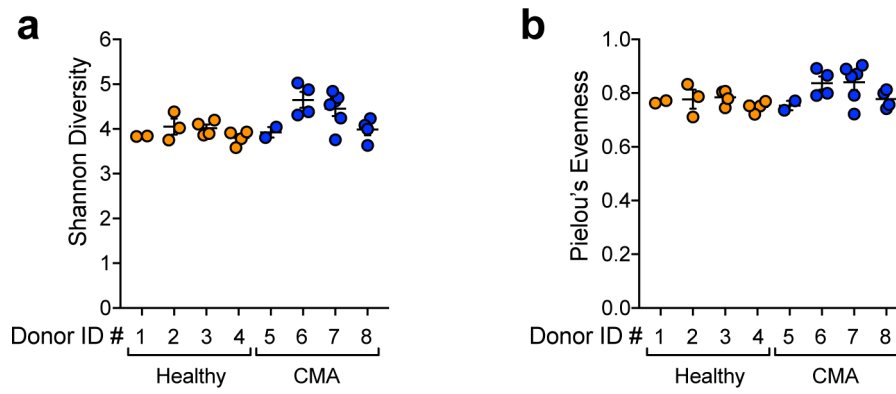 a
Shannon Diversity
6
5
4
3
2
1
0
Donor ID # 1 2 3 4 5 6 7 8
Healthy CMA
b
Pielou's Evenness
1.0
0.8
0.6
0.4
0.2
0.0
Donor ID # 1 2 3 4 5 6 7 8
Healthy CMA